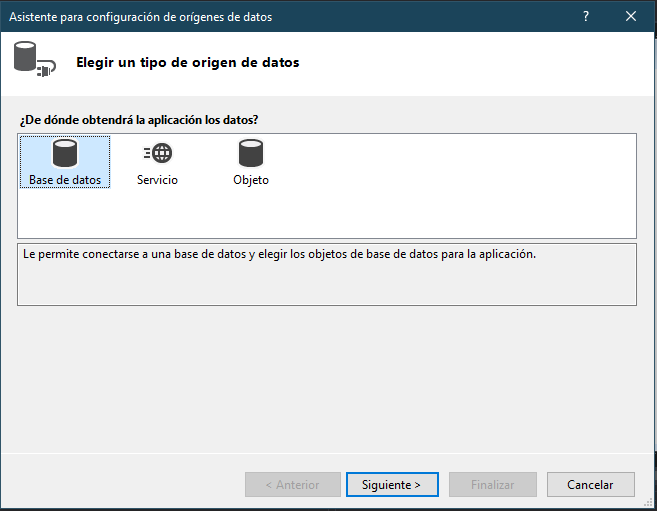 Asistente para configuración de orígenes de datos
?
Elegir un tipo de origen de datos
¿De dónde obtendrá la aplicación los datos?
Base de datos
Servicio
Objeto
Le permite conectarse a una base de datos y elegir los objetos de base de datos para la aplicación.
< Anterior
Siguiente >
Finalizar
Cancelar